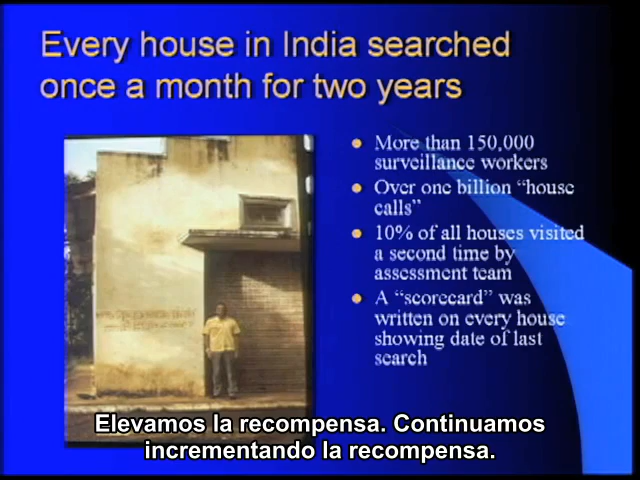 Every house in India searched
once a month for two years
More than 150,000
surveillance workers
Over one billion “house
calls”
10% of all houses visited
a second time by
assessment team
A “scorecard” was
written on every house
showing date of last
search
Elevamos la recompensa. Continuamos
incrementando la recompensa.